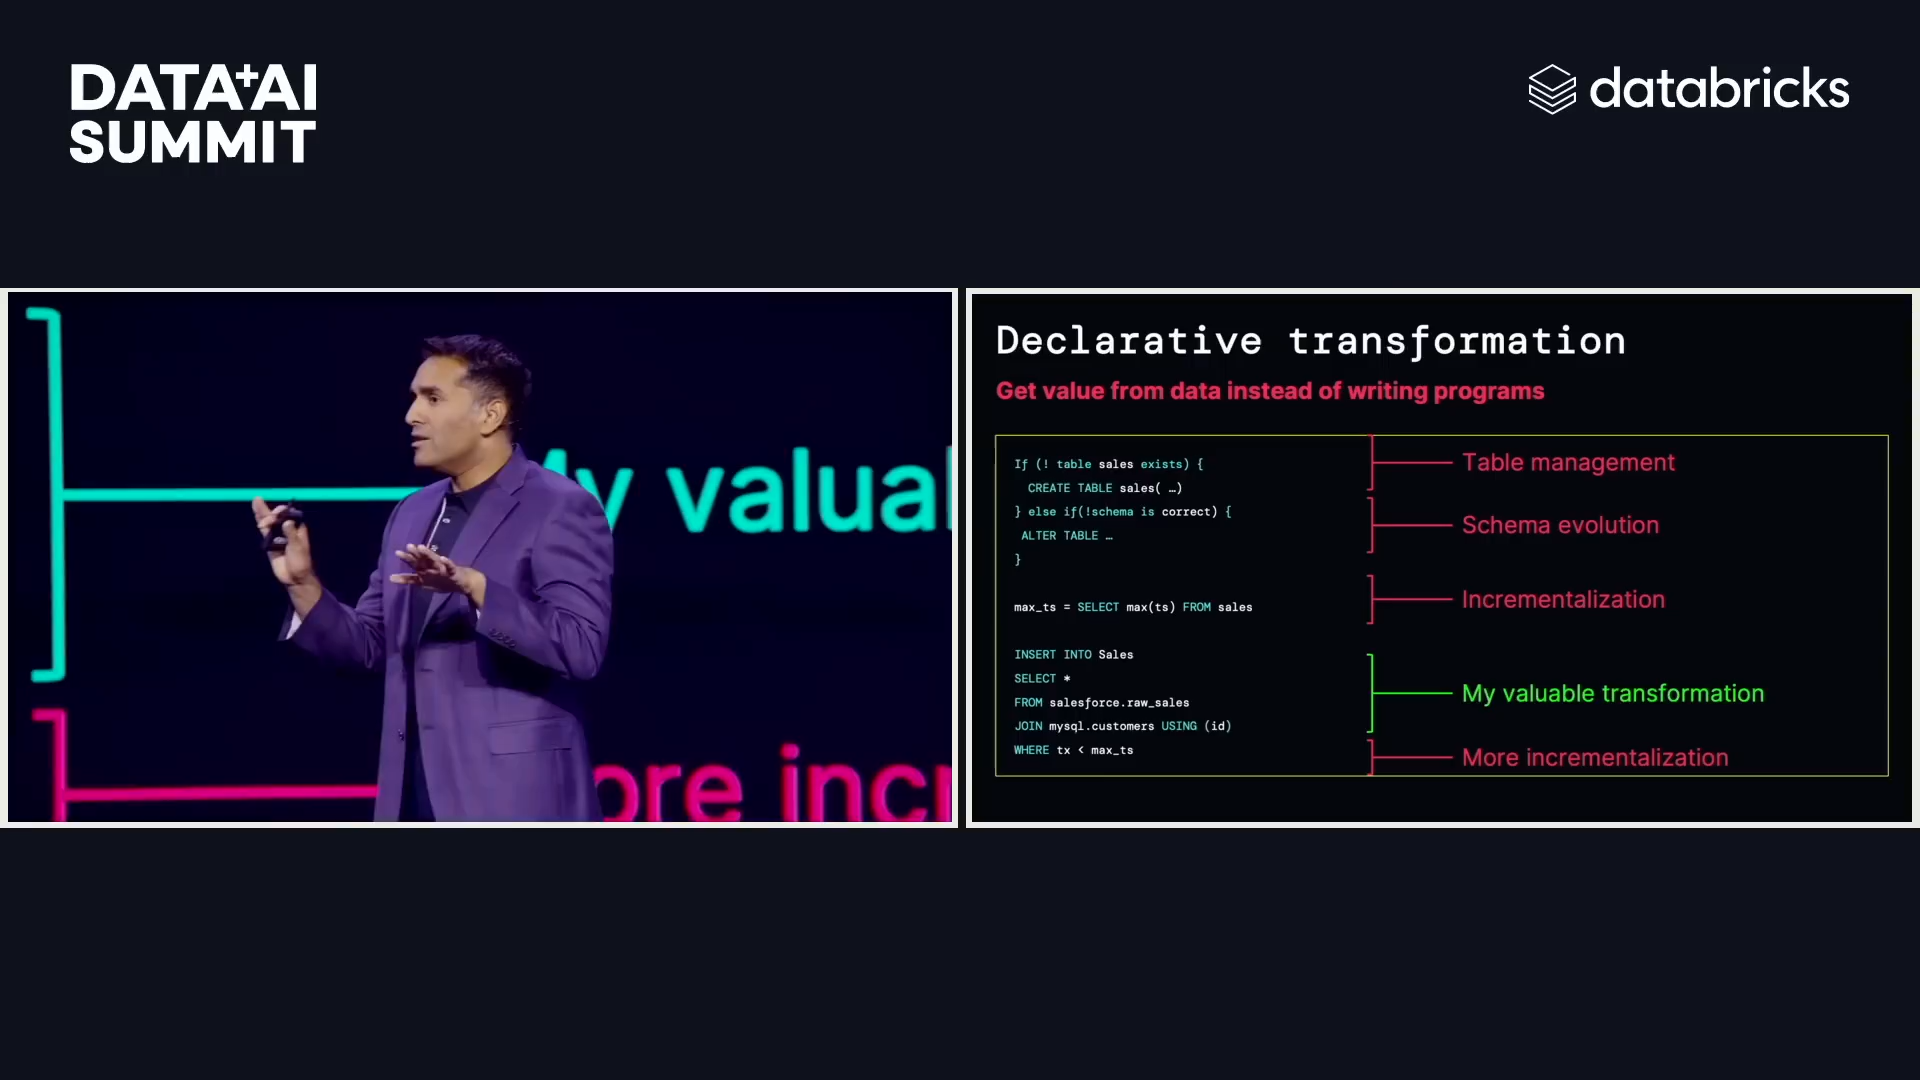 DATA+AI
SUMMIT
databricks
My valuabl
ore incr
Declarative transformation
Get value from data instead of writing programs
If (! table sales exists) {
CREATE TABLE sales( …)
} else if(!schema is correct) {
ALTER TABLE …
}
max_ts = SELECT max(ts) FROM sales
INSERT INTO Sales
SELECT *
FROM salesforce.raw_sales
JOIN mysql.customers USING (id)
WHERE tx < max_ts
Table management
Schema evolution
Incrementalization
My valuable transformation
More incrementalization